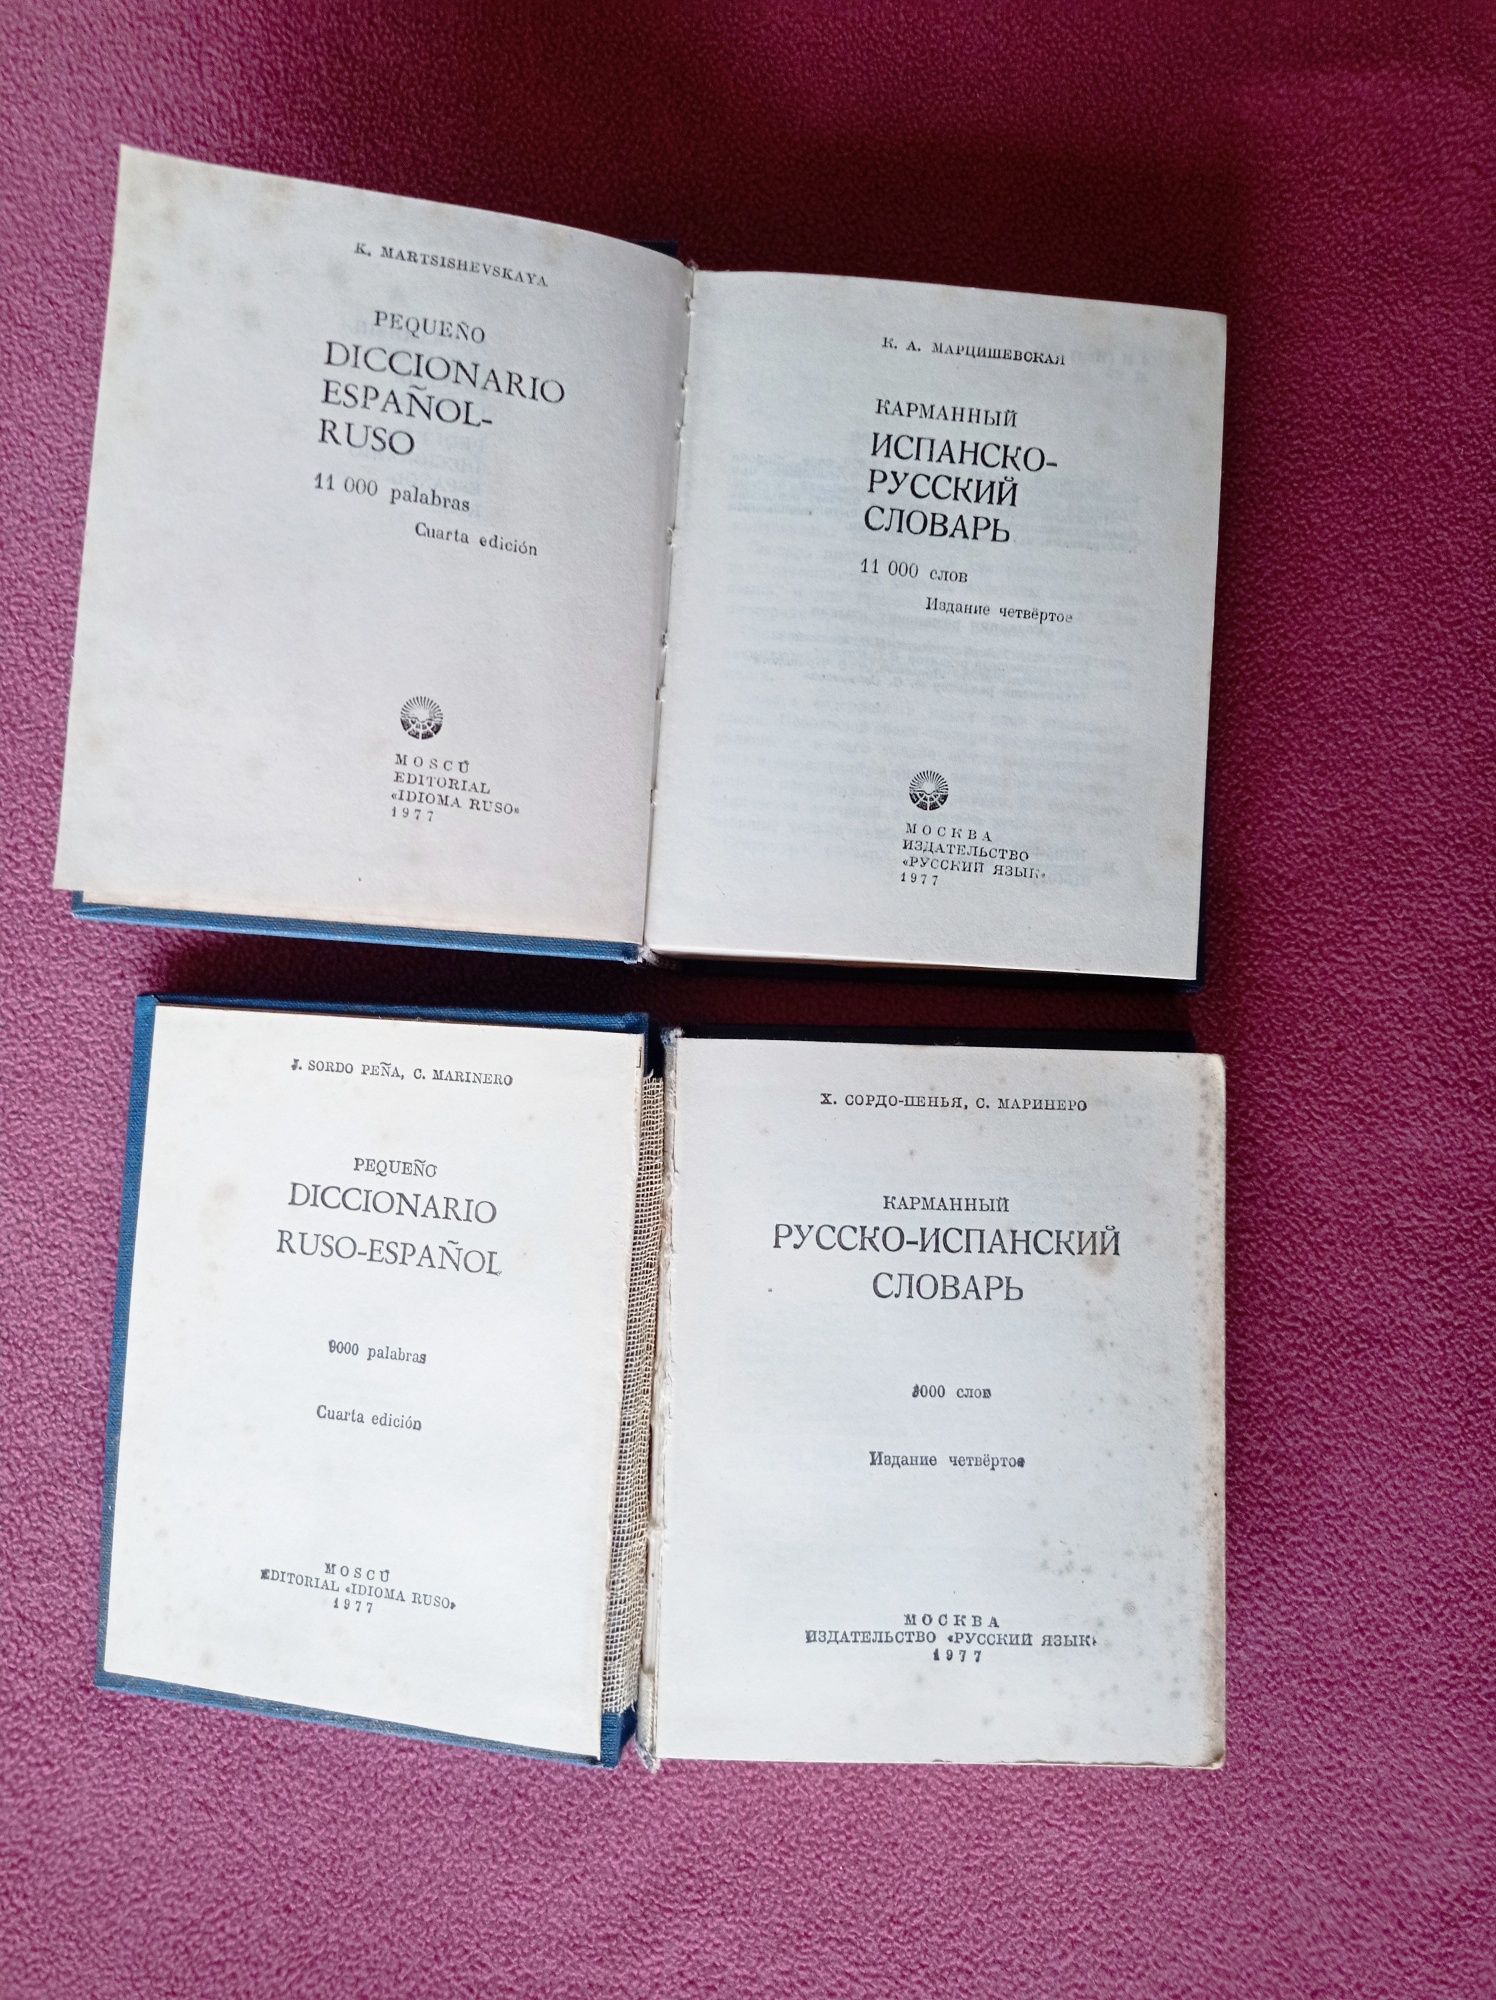 K. MARTSISHEVSKAYA
PEQUEÑO
DICCIONARIO
ESPAÑOL-
RUSO
11 000 palabras
Cuarta edición
MOSCÚ
EDITORIAL
«IDIOMA RUSO»
1977
К. А. МАРЦИШЕВСКАЯ
КАРМАННЫЙ
ИСПАНСКО-
РУССКИЙ
СЛОВАРЬ
11 000 слов
Издание четвёртое
МОСКВА
ИЗДАТЕЛЬСТВО
«РУССКИЙ ЯЗЫК»
1977
J. SORDO PEÑA, C. MARINERO
PEQUEÑO
DICCIONARIO
RUSO-ESPAÑOL
9000 palabras
Cuarta edición
MOSCÚ
EDITORIAL «IDIOMA RUSO»
1977
Х. СОРДО-ПЕНЬЯ, С. МАРИНЕРО
КАРМАННЫЙ
РУССКО-ИСПАНСКИЙ
СЛОВАРЬ
слов
Издание четвёртое
МОСКВА
ИЗДАТЕЛЬСТВО «РУССКИЙ ЯЗЫК»
1977